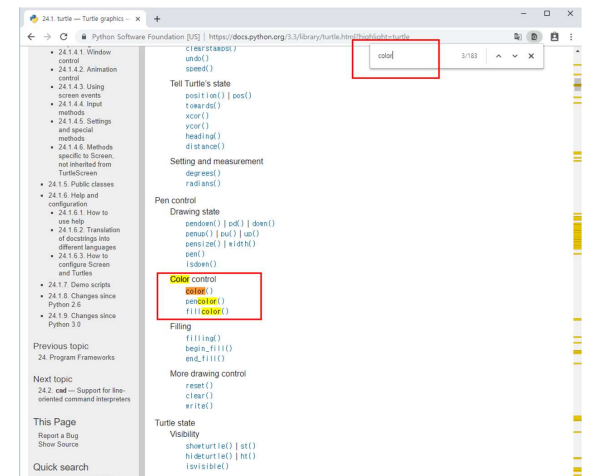 24.1. turtle — Turtle graphics –
Python Software Foundation [US] | https://docs.python.org/3.3/library/turtle.html?highlight=turtle
color
3/163
24.1.4.1. Window
control
24.1.4.2. Animation
control
24.1.4.3. Using
screen events
24.1.4.4. Input
methods
24.1.4.5. Settings
and special
methods
24.1.4.6. Methods
specific to Screen,
not inherited from
TurtleScreen
24.1.5. Public classes
24.1.6. Help and
configuration
24.1.6.1. How to
use help
24.1.6.2. Translation
of docstrings into
different languages
24.1.6.3. How to
configure Screen
and Turtles
24.1.7. Demo scripts
24.1.8. Changes since
Python 2.6
24.1.9. Changes since
Python 3.0
Previous topic
24. Program Frameworks
Next topic
24.2. cmd — Support for line-
oriented command interpreters
This Page
Report a Bug
Show Source
Quick search
clearstamps()
undo()
speed()
Tell Turtle's state
position() | pos()
towards()
xcor()
ycor()
heading()
distance()
Setting and measurement
degrees()
radians()
Pen control
Drawing state
pendown() | pd() | down()
penup() | pu() | up()
pensize() | width()
pen()
isdown()
Color control
color()
pencolor()
fillcolor()
Filling
filling()
begin_fill()
end_fill()
More drawing control
reset()
clear()
write()
Turtle state
Visibility
showturtle() | st()
hideturtle() | ht()
isvisible()